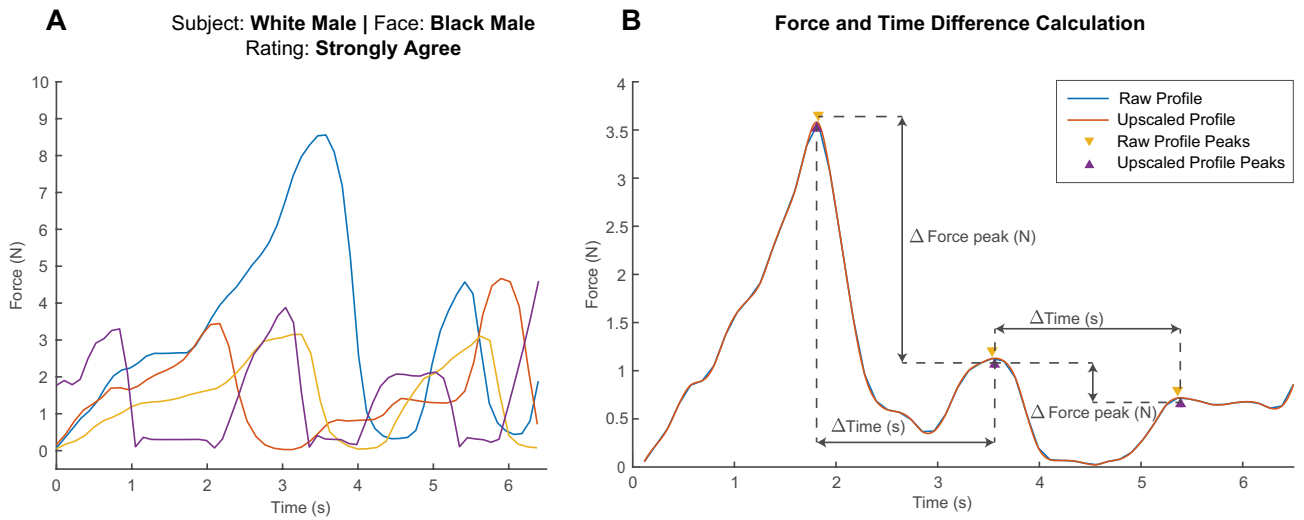 A
Subject: White Male | Face: Black Male
Rating: Strongly Agree
10
9
8
7
6
5
4
3
2
1
0
Force (N)
0 1 2 3 4 5 6
Time (s)
B
Force and Time Difference Calculation
4
3.5
3
2.5
2
1.5
1
0.5
0
Force (N)
Raw Profile
Upscaled Profile
Raw Profile Peaks
Upscaled Profile Peaks
Δ Force peak (N)
ΔTime (s)
Δ Force peak (N)
ΔTime (s)
0 1 2 3 4 5 6
Time (s)